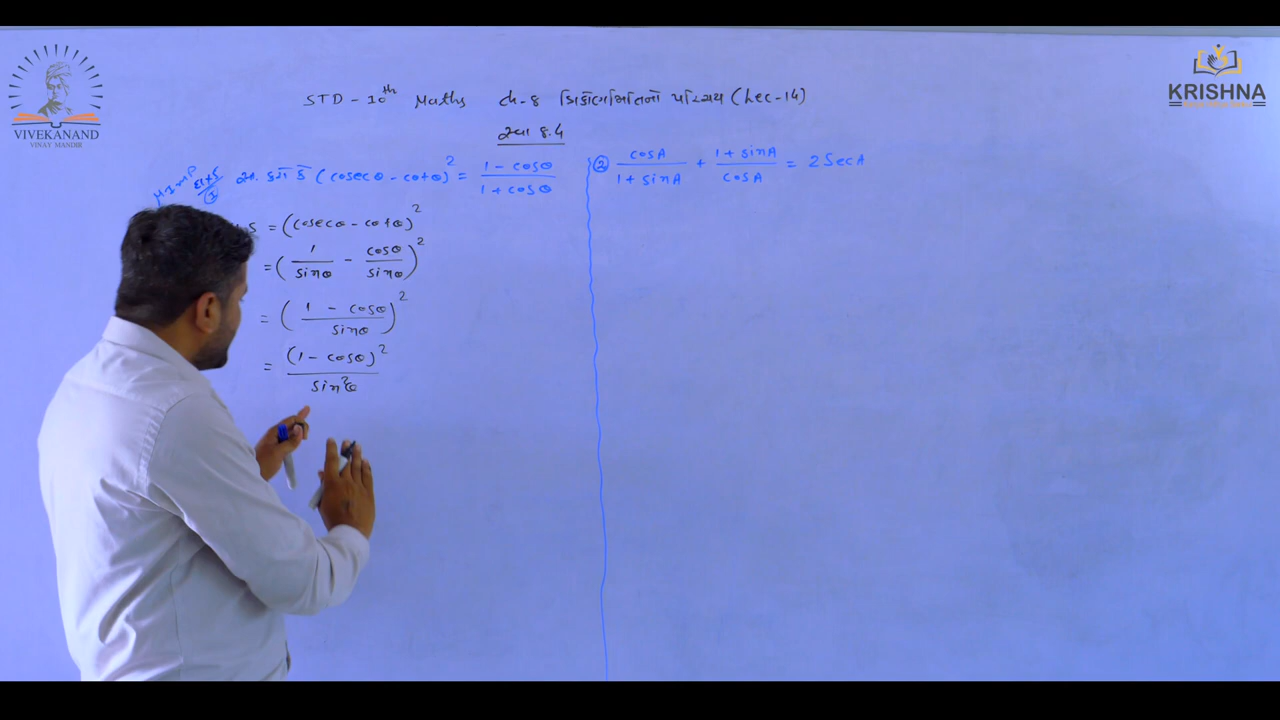 VIVEKANAND
VINAY MANDIR
KRISHNA
STD - 10th Maths ch-8 ત્રિકોણમિતિનો પરિચય (Lec-14)
સ્વા 8.4
M.I.M.P
(cosecθ - cotθ)² = (1 - cosθ) / (1 + cosθ)
S = (cosecθ - cotθ)²
= (1/sinθ - cosθ/sinθ)²
= ((1 - cosθ)/sinθ)²
= (1 - cosθ)² / sin²θ
② cosA/(1 + sinA) + (1 + sinA)/cosA = 2 SecA